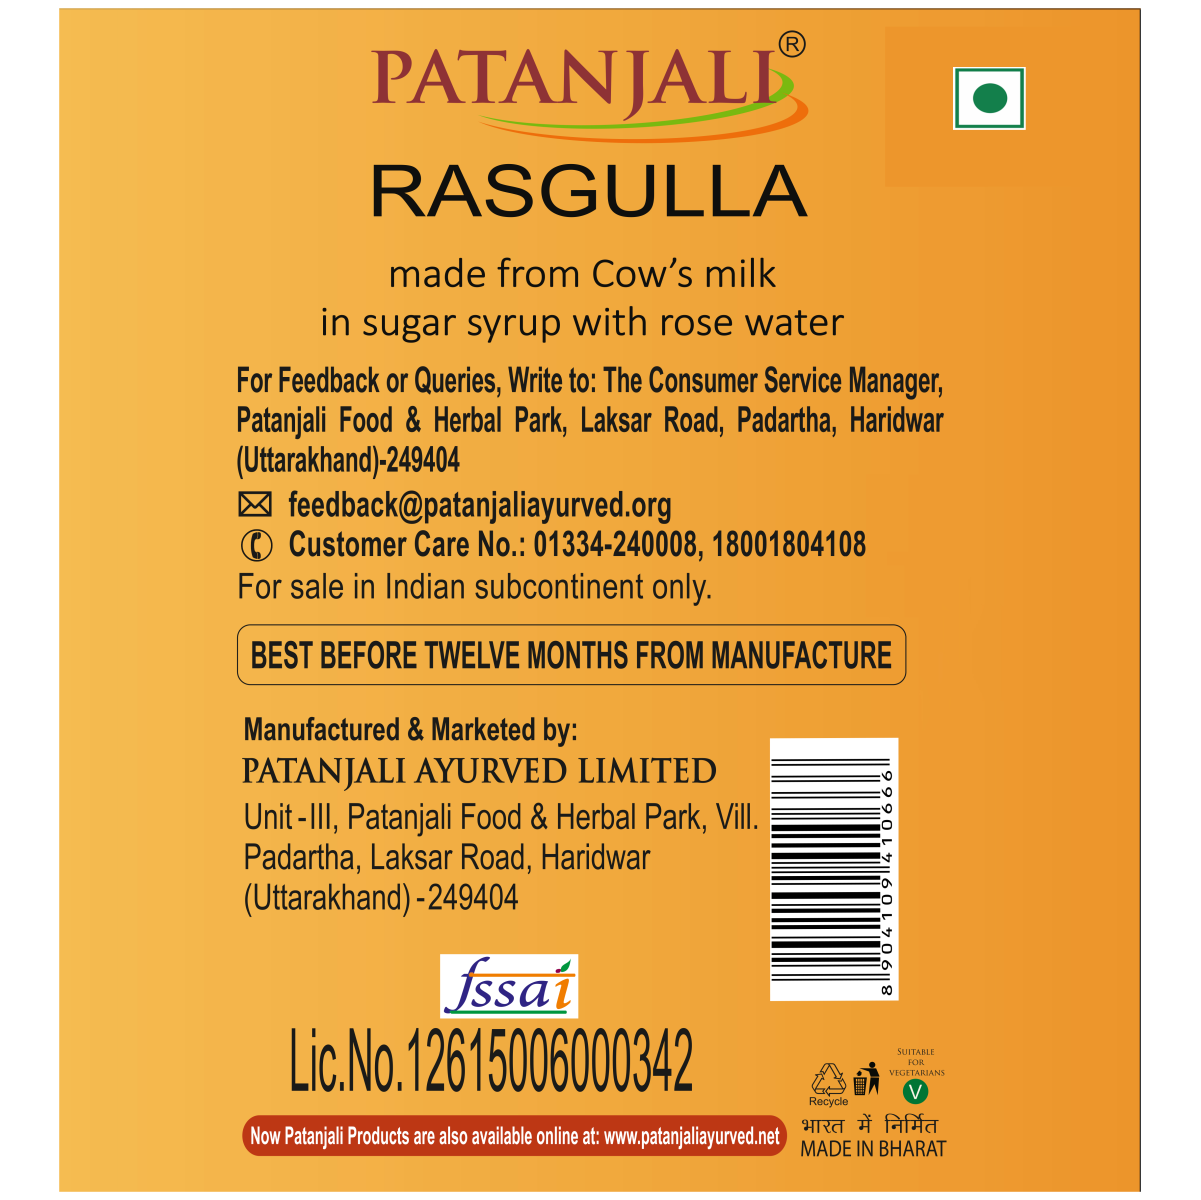 PATANJALI®
RASGULLA
made from Cow's milk
in sugar syrup with rose water
For Feedback or Queries, Write to: The Consumer Service Manager,
Patanjali Food & Herbal Park, Laksar Road, Padartha, Haridwar
(Uttarakhand)-249404
feedback@patanjaliayurved.org
Customer Care No.: 01334-240008, 18001804108
For sale in Indian subcontinent only.
BEST BEFORE TWELVE MONTHS FROM MANUFACTURE
Manufactured & Marketed by:
PATANJALI AYURVED LIMITED
Unit-III, Patanjali Food & Herbal Park, Vill.
Padartha, Laksar Road, Haridwar
(Uttarakhand)-249404
8904109410666
fssai
Lic.No.12615006000342
Now Patanjali Products are also available online at: www.patanjaliayurved.net
Recycle
SUITABLE
FOR
VEGETARIANS
V
भारत में निर्मित
MADE IN BHARAT